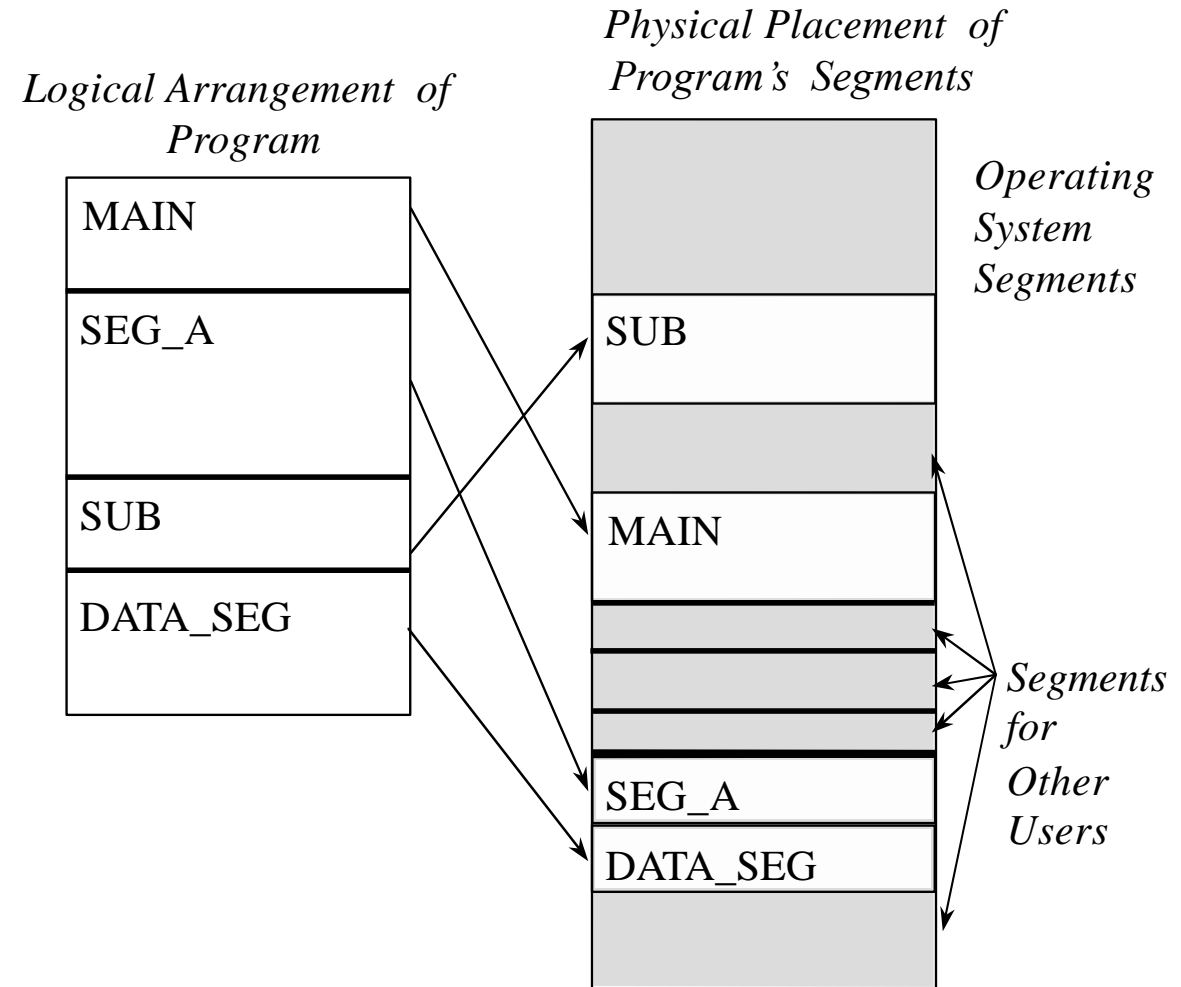 Logical Arrangement of
Program
MAIN
SEG_A
SUB
DATA_SEG
Physical Placement of
Program’s Segments
SUB
MAIN
SEG_A
DATA_SEG
Operating
System
Segments
Segments
for
Other
Users